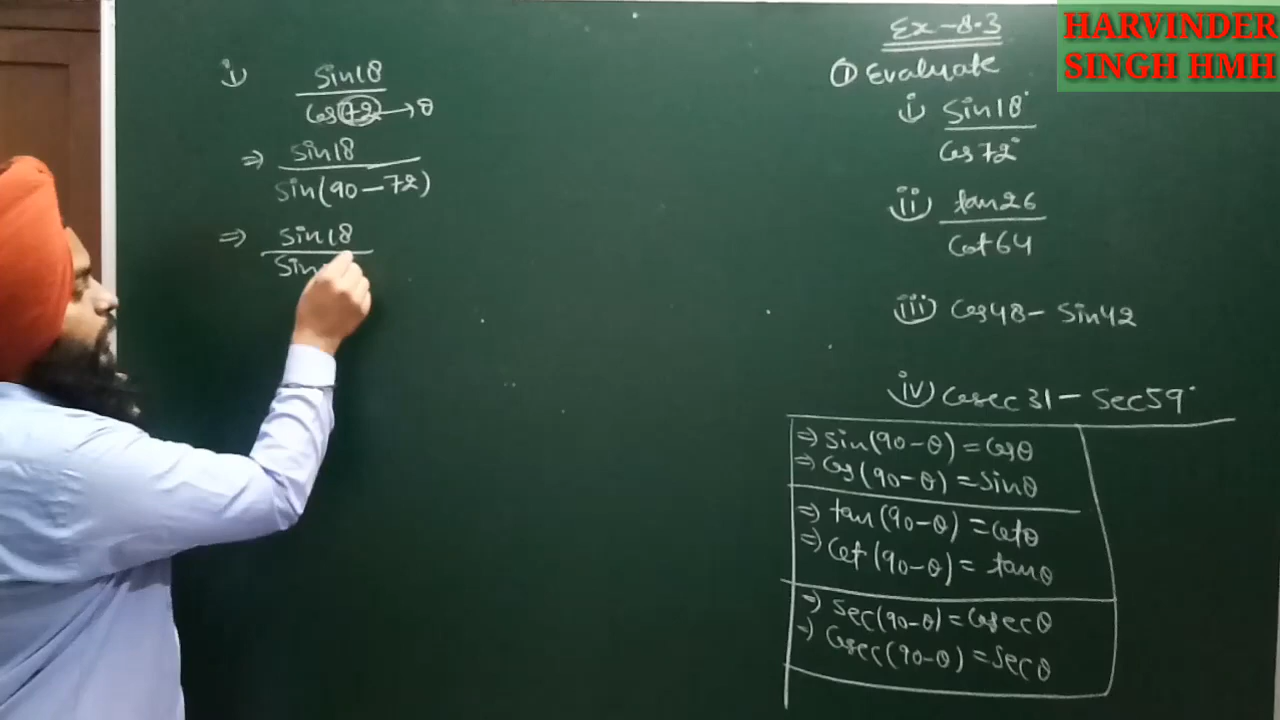 i) Sin18
Cos72 → θ
⇒ Sin18
Sin(90-72)
⇒ Sin18
Sin
Ex-8.3
① Evaluate
i) Sin18°
Cos72°
ii) tan26
Cot64
iii) Cos48- Sin42
iv) Cosec31- Sec59°
⇒ Sin(90-θ)=Cosθ
⇒ Cos(90-θ)=Sinθ
⇒ tan(90-θ)=Cotθ
⇒ Cot(90-θ)= tanθ
⇒ Sec(90-θ)=Cosecθ
⇒ Cosec(90-θ)=Secθ
HARVINDER
SINGH HMH